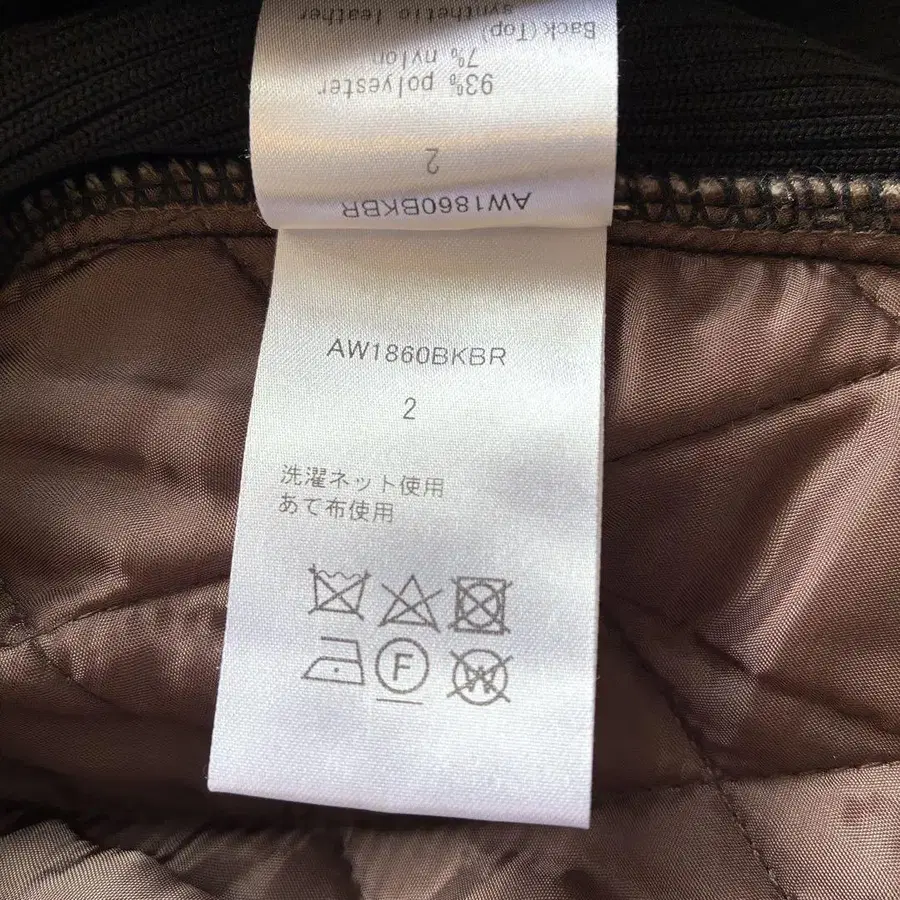 synthetic leather
Back(Top)
7% nylon
93% polyester
2
AW1860BKBR
AW1860BKBR
2
洗濯ネット使用
あて布使用
F
W